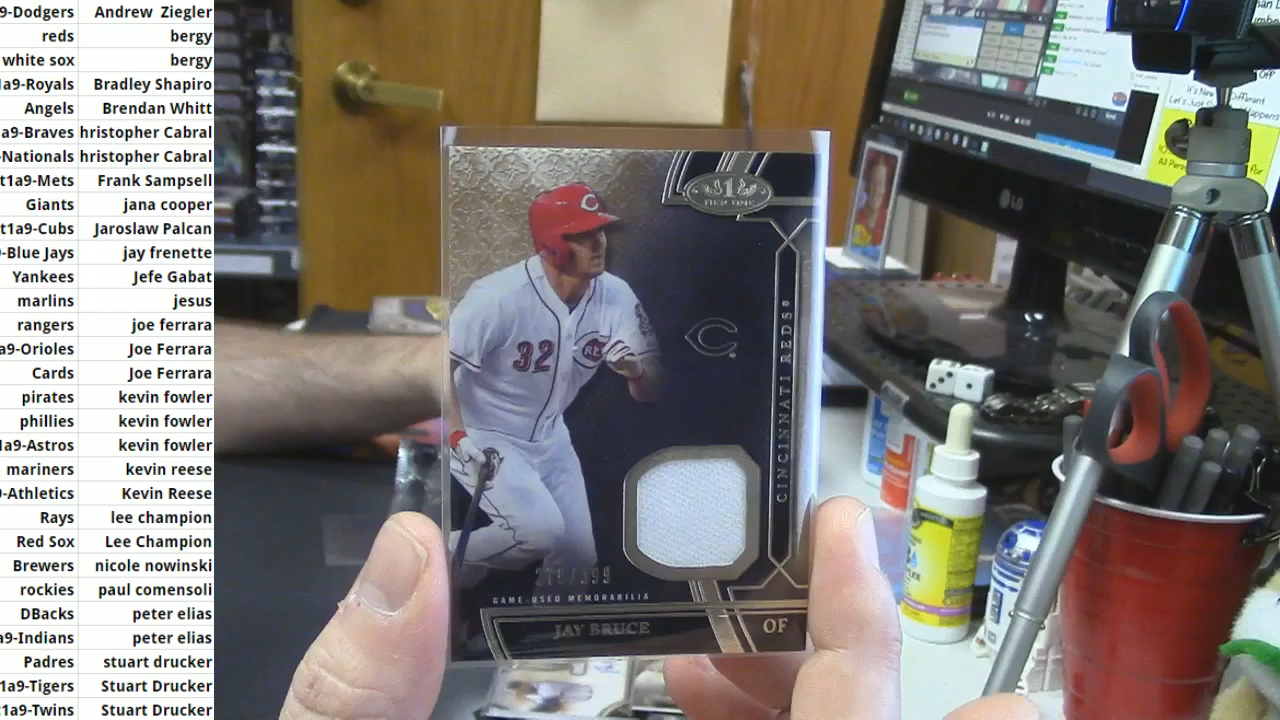 9-Dodgers Andrew Ziegler
reds bergy
white sox bergy
1a9-Royals Bradley Shapiro
Angels Brendan Whitt
a9-Braves hristopher Cabral
-Nationals hristopher Cabral
t1a9-Mets Frank Sampsell
Giants jana cooper
t1a9-Cubs Jaroslaw Palcan
-Blue Jays jay frenette
Yankees Jefe Gabat
marlins jesus
rangers joe ferrara
a9-Orioles Joe Ferrara
Cards Joe Ferrara
pirates kevin fowler
phillies kevin fowler
1a9-Astros kevin fowler
mariners kevin reese
9-Athletics Kevin Reese
Rays lee champion
Red Sox Lee Champion
Brewers nicole nowinski
rockies paul comensoli
DBacks peter elias
a9-Indians peter elias
Padres stuart drucker
1a9-Tigers Stuart Drucker
1a9-Twins Stuart Drucker
TIER ONE
C
REDS
32
C
CINCINNATI REDS
GAME-USED MEMORABILIA
JAY BRUCE
OF
LG
It's New
Different